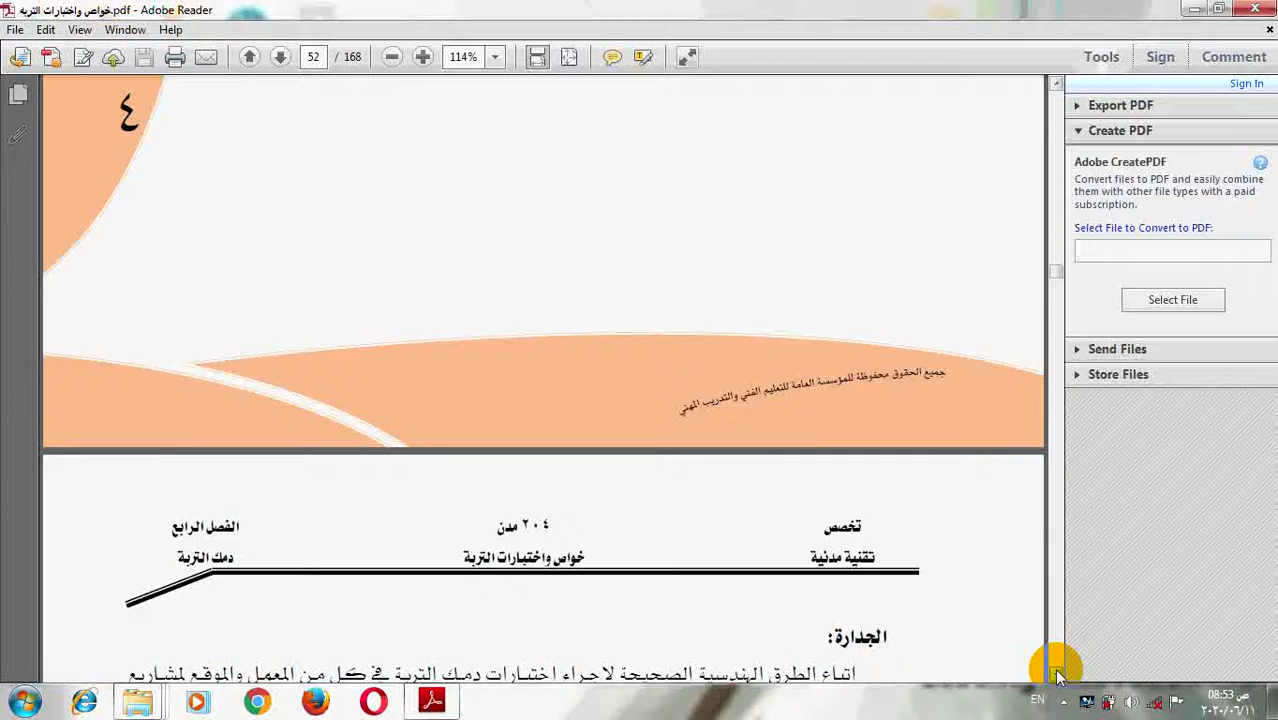 خواص واختبارات التربه.pdf - Adobe Reader
File Edit View Window Help
52 / 168 114% Tools Sign Comment
Sign In
Export PDF
Create PDF
Adobe CreatePDF
Convert files to PDF and easily combine
them with other file types with a paid
subscription.
Select File to Convert to PDF:
Select File
Send Files
Store Files
٤
جميع الحقوق محفوظة للمؤسسة العامة للتعليم الفني والتدريب المهني
تخصص ٢٠٤ مدن الفصل الرابع
تقنية مدنية خواص واختبارات التربة دمك التربة
الجدارة:
اتباع الطرق الهندسية الصحيحة لاجراء اختبارات دمك التربة في كل من المعمل والموقع لمشاريع
EN
08:53 ص
٢٠٢٠/٠٦/١١